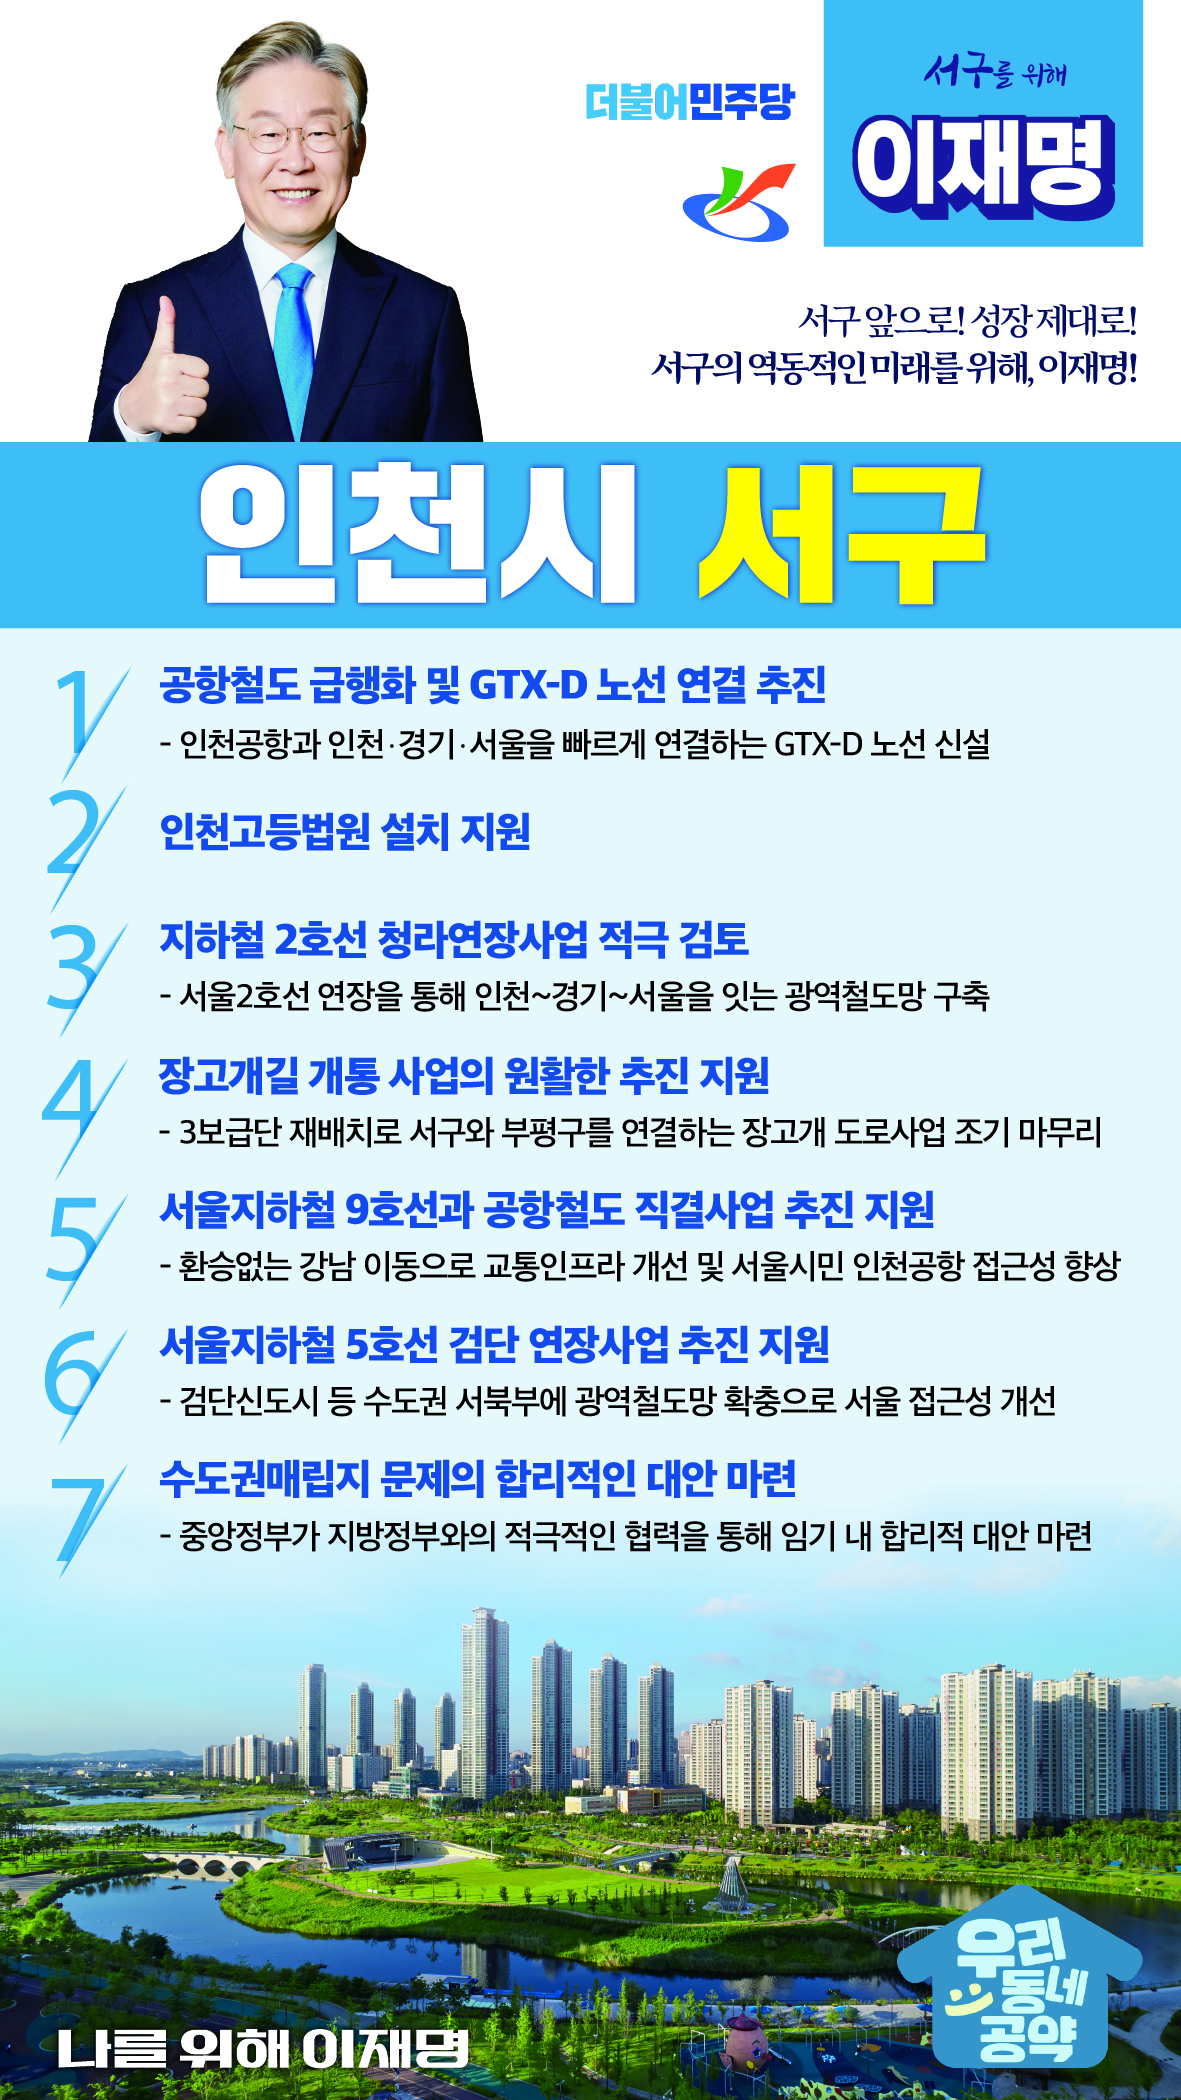 더불어민주당
서구를 위해
이재명
서구 앞으로! 성장 제대로!
서구의 역동적인 미래를 위해, 이재명!
인천시 서구
1 공항철도 급행화 및 GTX-D 노선 연결 추진
- 인천공항과 인천·경기·서울을 빠르게 연결하는 GTX-D 노선 신설
2 인천고등법원 설치 지원
3 지하철 2호선 청라연장사업 적극 검토
- 서울2호선 연장을 통해 인천~경기~서울을 잇는 광역철도망 구축
4 장고개길 개통 사업의 원활한 추진 지원
- 3보급단 재배치로 서구와 부평구를 연결하는 장고개 도로사업 조기 마무리
5 서울지하철 9호선과 공항철도 직결사업 추진 지원
- 환승없는 강남 이동으로 교통인프라 개선 및 서울시민 인천공항 접근성 향상
6 서울지하철 5호선 검단 연장사업 추진 지원
- 검단신도시 등 수도권 서북부에 광역철도망 확충으로 서울 접근성 개선
7 수도권매립지 문제의 합리적인 대안 마련
- 중앙정부가 지방정부와의 적극적인 협력을 통해 임기 내 합리적 대안 마련
우리
동네
공약
나를 위해 이재명